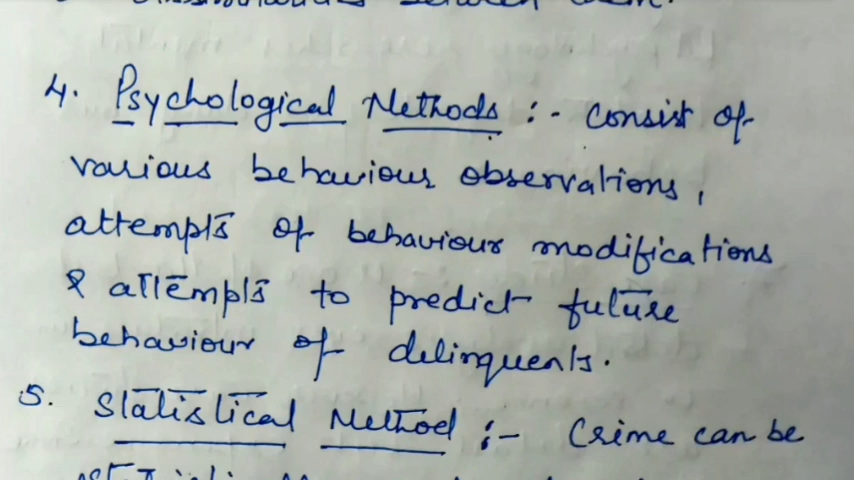 4. Psychological Methods :- consist of
various behaviour observations,
attempts of behaviour modifications
& attempts to predict future
behaviour of delinquents.
5. Statistical Method :- Crime can be